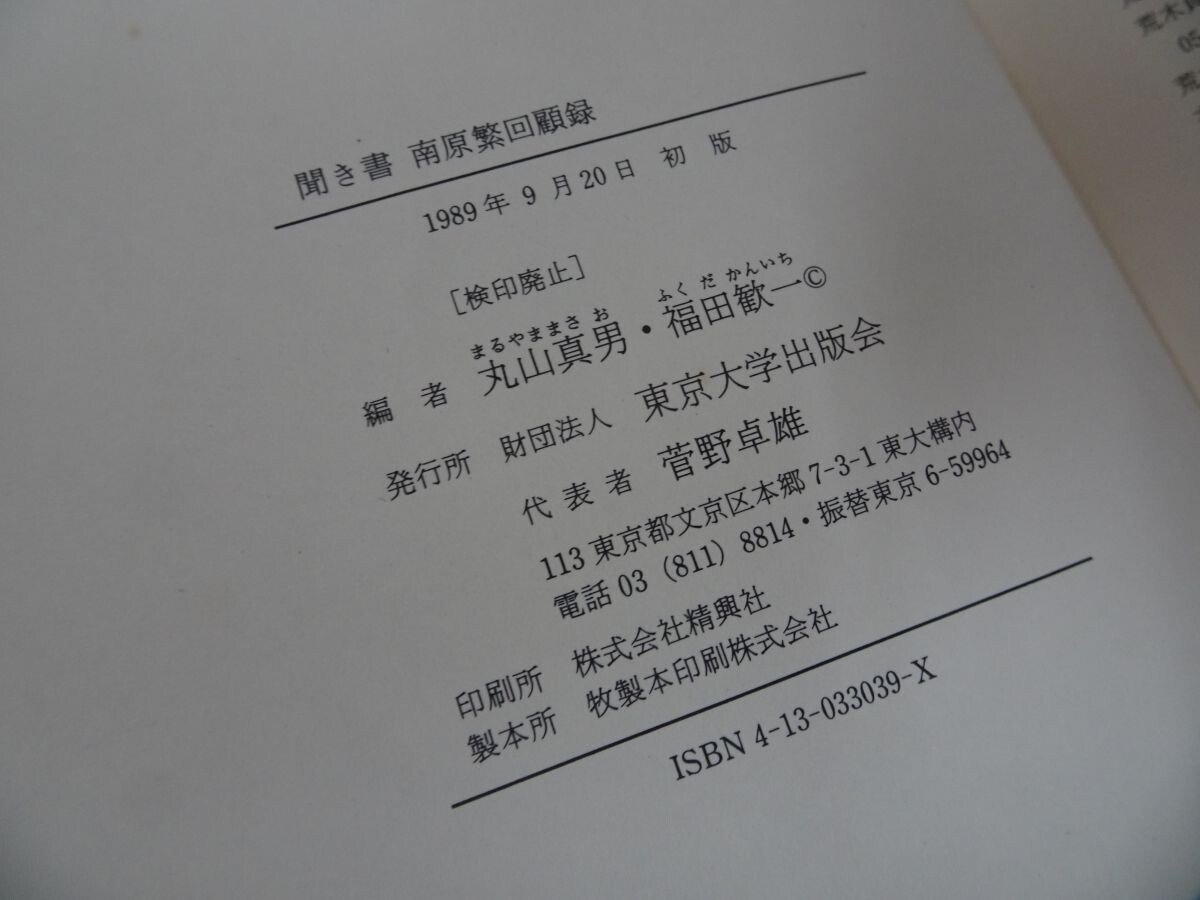 聞き書 南原繁回顧録
1989年9月20日 初版
[検印廃止]
まるやままさお ふくだかんいち
編者 丸山真男・福田歓一©
発行所 財団法人 東京大学出版会
代表者 菅野卓雄
113 東京都文京区本郷7-3-1東大構内
電話03(811)8814・振替東京6-59964
印刷所 株式会社精興社
製本所 牧製本印刷株式会社
ISBN 4-13-033039-X
荒木
05
荒